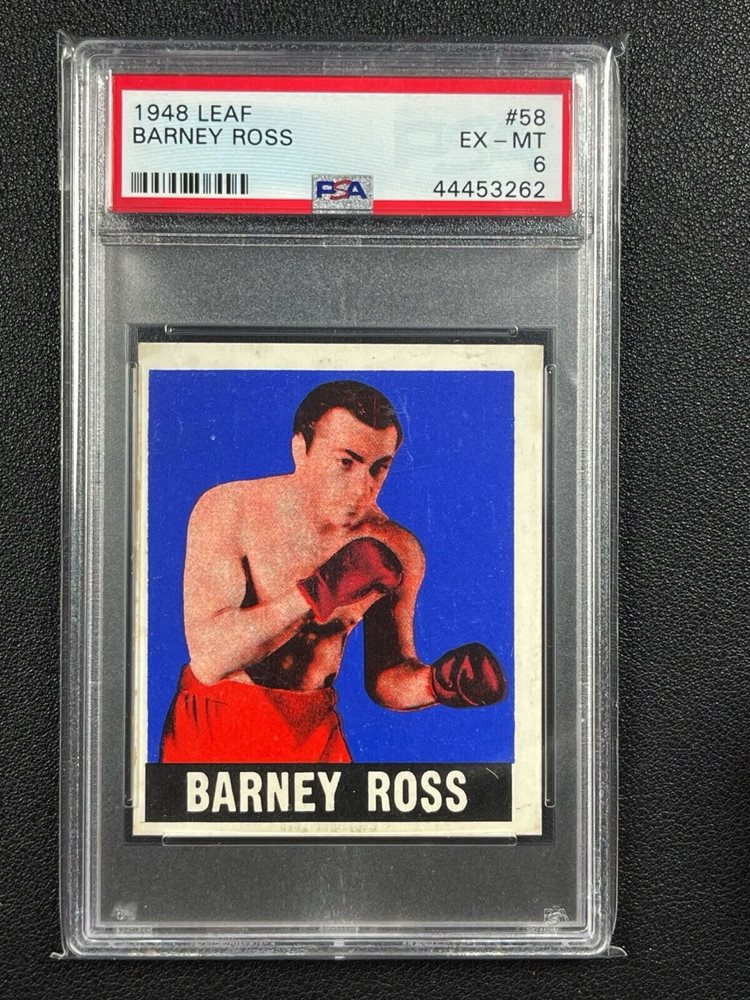 1948 LEAF
BARNEY ROSS
#58
EX – MT
6
PSA
44453262
BARNEY ROSS